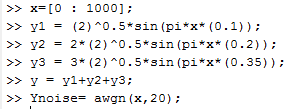 >> x=[0 : 1000];
>> y1 = (2)^0.5*sin(pi*x*(0.1));
>> y2 = 2*(2)^0.5*sin(pi*x*(0.2));
>> y3 = 3*(2)^0.5*sin(pi*x*(0.35));
>> y = y1+y2+y3;
>> Ynoise= awgn(x,20);